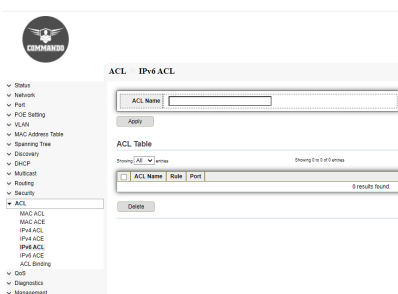 COMMANDO
ACL IPv6 ACL
Status
Network
Port
POE Setting
VLAN
MAC Address Table
Spanning Tree
Discovery
DHCP
Multicast
Routing
Security
ACL
MAC ACL
MAC ACE
IPv4 ACL
IPv4 ACE
IPv6 ACL
IPv6 ACE
ACL Binding
QoS
Diagnostics
Management
ACL Name
Apply
ACL Table
Showing All entries
Showing 0 to 0 of 0 entries
ACL Name Rule Port
0 results found.
Delete